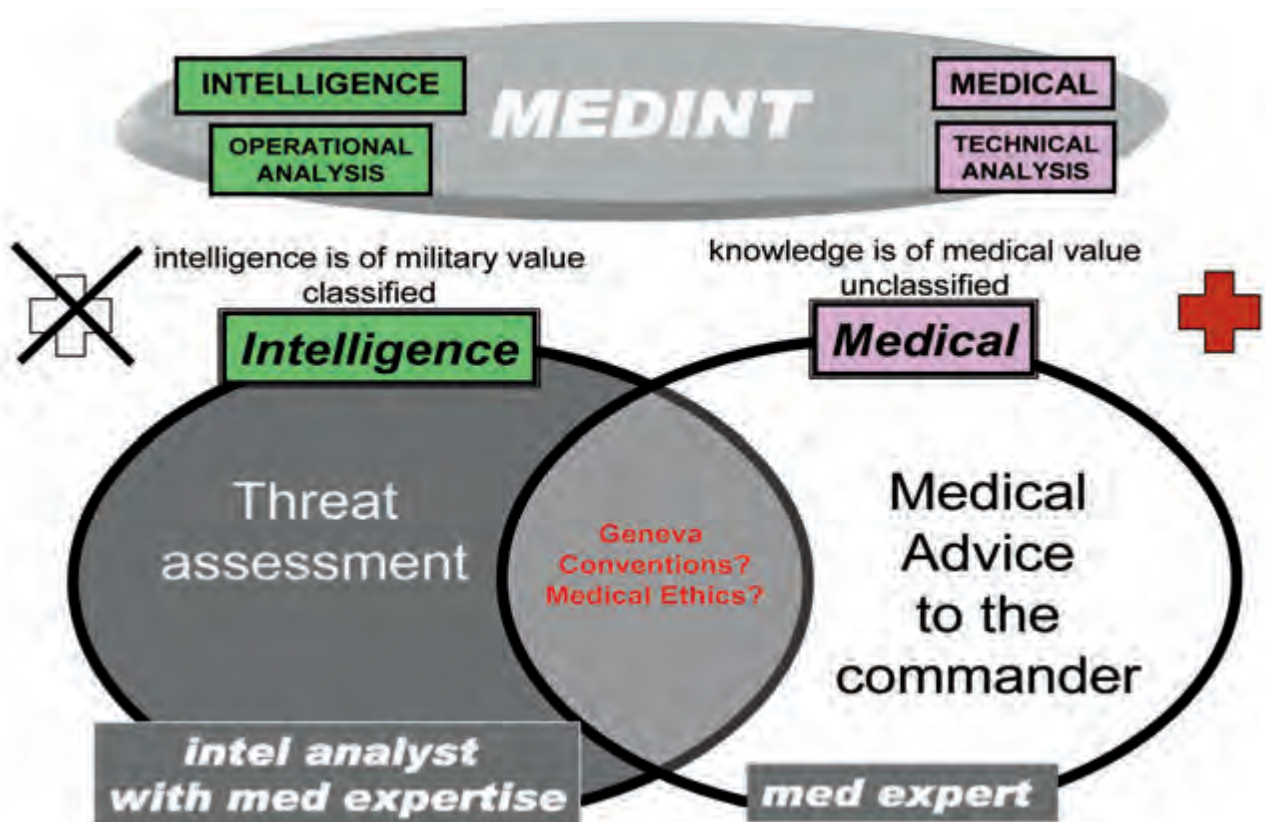 INTELLIGENCE
MEDINT
MEDICAL
OPERATIONAL
ANALYSIS
TECHNICAL
ANALYSIS
intelligence is of military value
classified
knowledge is of medical value
unclassified
Intelligence
Medical
Threat
assessment
Geneva
Conventions?
Medical Ethics?
Medical
Advice
to the
commander
intel analyst
with med expertise
med expert